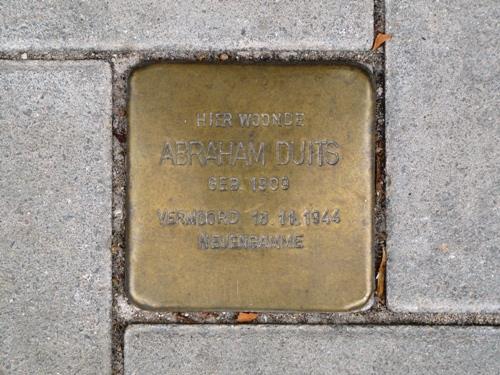 HIER WOONDE
ABRAHAM DUITS
GEB. 1909
VERMOORD 18.11.1944
NEUENGAMME